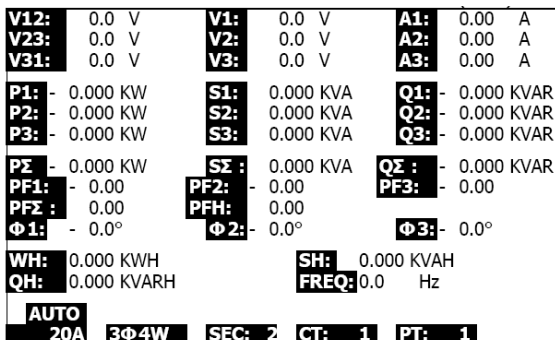 V12: 0.0 V V1: 0.0 V A1: 0.00 A
V23: 0.0 V V2: 0.0 V A2: 0.00 A
V31: 0.0 V V3: 0.0 V A3: 0.00 A
P1: - 0.000 KW S1: 0.000 KVA Q1: - 0.000 KVAR
P2: - 0.000 KW S2: 0.000 KVA Q2: - 0.000 KVAR
P3: - 0.000 KW S3: 0.000 KVA Q3: - 0.000 KVAR
PΣ - 0.000 KW SΣ : 0.000 KVA QΣ : - 0.000 KVAR
PF1: - 0.00 PF2: - 0.00 PF3: - 0.00
PFΣ : 0.00 PFH: 0.00
Φ1: - 0.0° Φ2: - 0.0° Φ3: - 0.0°
WH: 0.000 KWH SH: 0.000 KVAH
QH: 0.000 KVARH FREQ: 0.0 Hz
AUTO
20A 3Φ4W SEC: 2 CT: 1 PT: 1